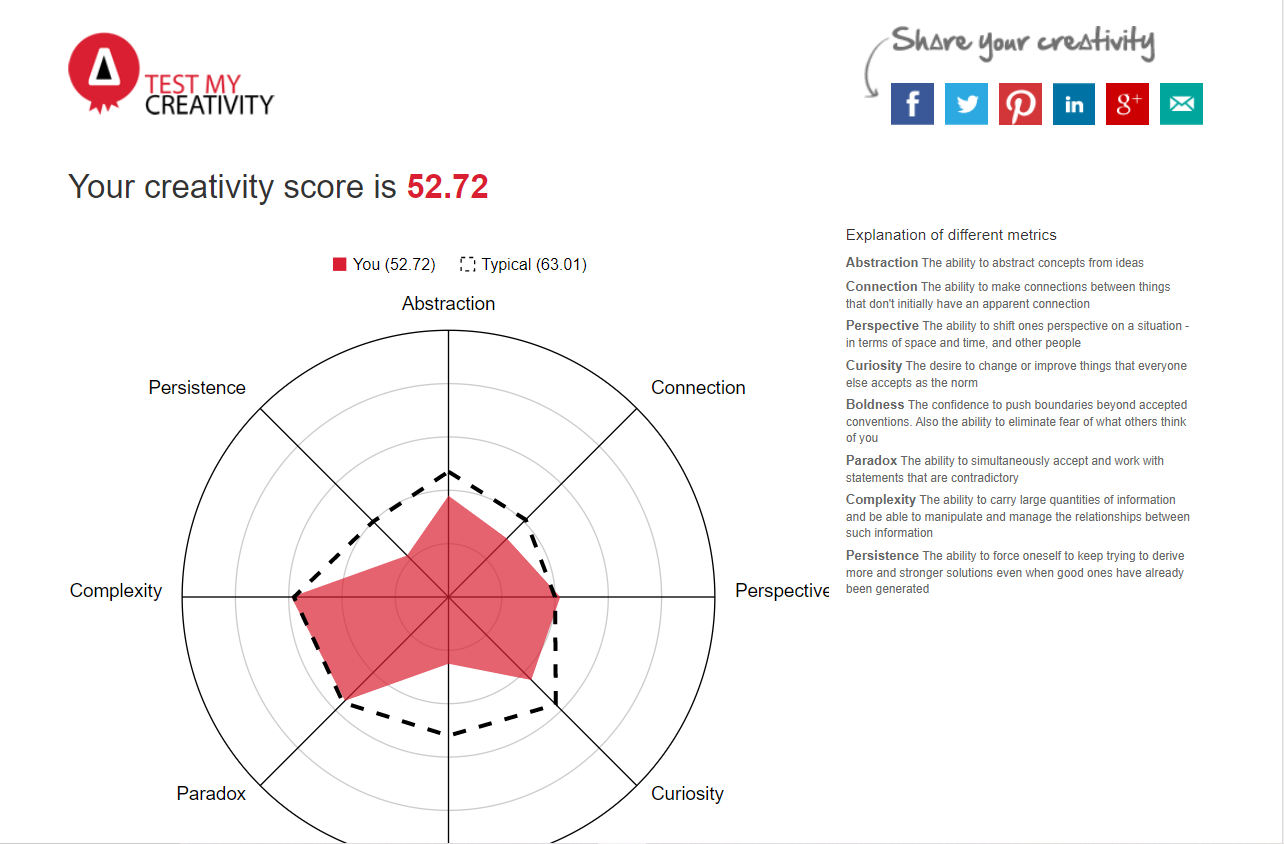 Share your creativity
TEST MY
CREATIVITY
f
in
g+
Your creativity score is 52.72
You (52.72)
Typical (63.01)
Abstraction
Persistence
Connection
Complexity
Perspective
Paradox
Curiosity
Explanation of different metrics
Abstraction The ability to abstract concepts from ideas
Connection The ability to make connections between things
that don't initially have an apparent connection
Perspective The ability to shift ones perspective on a situation -
in terms of space and time, and other people
Curiosity The desire to change or improve things that everyone
else accepts as the norm
Boldness The confidence to push boundaries beyond accepted
conventions. Also the ability to eliminate fear of what others think
of you
Paradox The ability to simultaneously accept and work with
statements that are contradictory
Complexity The ability to carry large quantities of information
and be able to manipulate and manage the relationships between
such information
Persistence The ability to force oneself to keep trying to derive
more and stronger solutions even when good ones have already
been generated